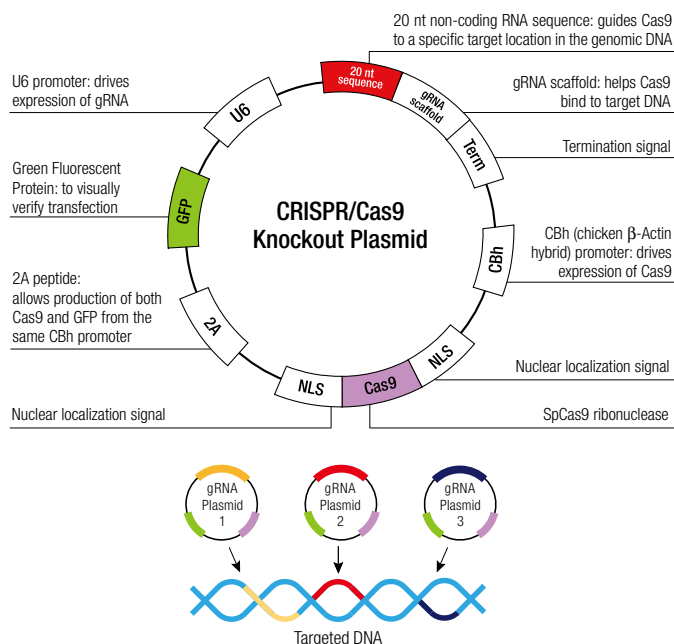 20 nt non-coding RNA sequence: guides Cas9
to a specific target location in the genomic DNA
U6 promoter: drives
expression of gRNA
gRNA scaffold: helps Cas9
bind to target DNA
Termination signal
Green Fluorescent
Protein: to visually
verify transfection
CBh (chicken β-Actin
hybrid) promoter: drives
expression of Cas9
2A peptide:
allows production of both
Cas9 and GFP from the
same CBh promoter
Nuclear localization signal
Nuclear localization signal
SpCas9 ribonuclease
20 nt
sequence
gRNA
scaffold
Term
CBh
NLS
Cas9
NLS
2A
GFP
U6
CRISPR/Cas9
Knockout Plasmid
gRNA
Plasmid
1
gRNA
Plasmid
2
gRNA
Plasmid
3
Targeted DNA